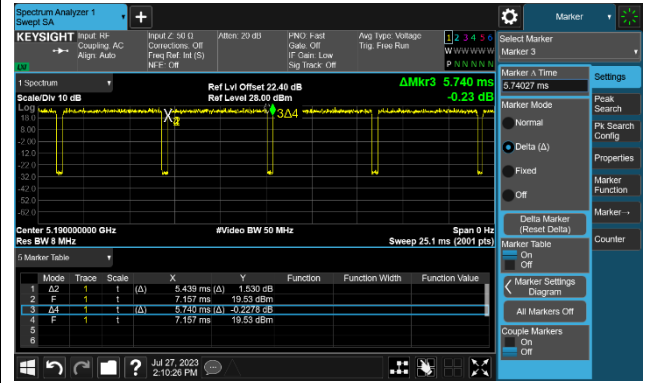 Spectrum Analyzer 1
Swept SA
+
Marker
KEYSIGHT
Input: RF
Coupling: AC
Align: Auto
Input Z: 50 Ω
Corrections: Off
Freq Ref: Int (S)
NFE: Off
Atten: 20 dB
PNO: Fast
Gate: Off
IF Gain: Low
Sig Track: Off
Avg Type: Voltage
Trig: Free Run
1 2 3 4 5 6
W W W W W W
P N N N N N
LXI
Select Marker
Marker 3
1 Spectrum
Scale/Div 10 dB
Ref Lvl Offset 22.40 dB
Ref Level 28.00 dBm
ΔMkr3 5.740 ms
-0.23 dB
Log
18.0
8.00
-2.00
-12.0
-22.0
-32.0
-42.0
-52.0
-62.0
3Δ4
Center 5.190000000 GHz
Res BW 8 MHz
#Video BW 50 MHz
Span 0 Hz
Sweep 25.1 ms (2001 pts)
5 Marker Table
Mode Trace Scale X Y Function Function Width Function Value
1 Δ2 1 t (Δ) 5.439 ms (Δ) 1.530 dB
2 F 1 t 7.157 ms 19.53 dBm
3 Δ4 1 t (Δ) 5.740 ms (Δ) -0.2278 dB
4 F 1 t 7.157 ms 19.53 dBm
5
6
Marker Δ Time
5.74027 ms
Marker Mode
Normal
Delta (Δ)
Fixed
Off
Delta Marker
(Reset Delta)
Marker Table
On
Off
Marker Settings
Diagram
All Markers Off
Couple Markers
On
Off
Settings
Peak
Search
Pk Search
Config
Properties
Marker
Function
Marker→
Counter
?
Jul 27, 2023
2:10:26 PM